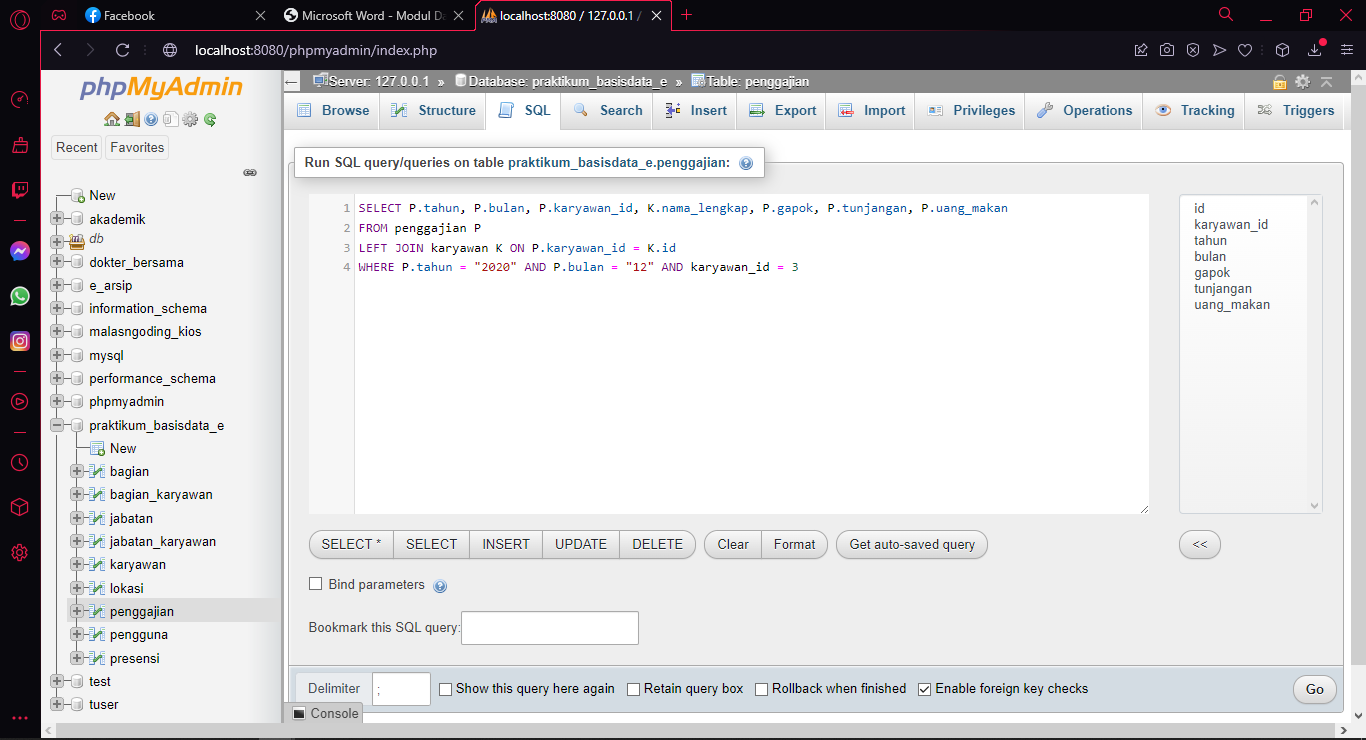 Facebook
Microsoft Word - Modul Da
localhost:8080 / 127.0.0.1 /
localhost:8080/phpmyadmin/index.php
phpMyAdmin
Recent
Favorites
New
akademik
db
dokter_bersama
e_arsip
information_schema
malasngoding_kios
mysql
performance_schema
phpmyadmin
praktikum_basisdata_e
New
bagian
bagian_karyawan
jabatan
jabatan_karyawan
karyawan
lokasi
penggajian
pengguna
presensi
test
tuser
Server: 127.0.0.1 » Database: praktikum_basisdata_e » Table: penggajian
Browse Structure SQL Search Insert Export Import Privileges Operations Tracking Triggers
Run SQL query/queries on table praktikum_basisdata_e.penggajian:
1 SELECT P.tahun, P.bulan, P.karyawan_id, K.nama_lengkap, P.gapok, P.tunjangan, P.uang_makan
2 FROM penggajian P
3 LEFT JOIN karyawan K ON P.karyawan_id = K.id
4 WHERE P.tahun = "2020" AND P.bulan = "12" AND karyawan_id = 3
id
karyawan_id
tahun
bulan
gapok
tunjangan
uang_makan
SELECT * SELECT INSERT UPDATE DELETE Clear Format Get auto-saved query <<
Bind parameters
Bookmark this SQL query:
Delimiter ; Show this query here again Retain query box Rollback when finished Enable foreign key checks Go
Console